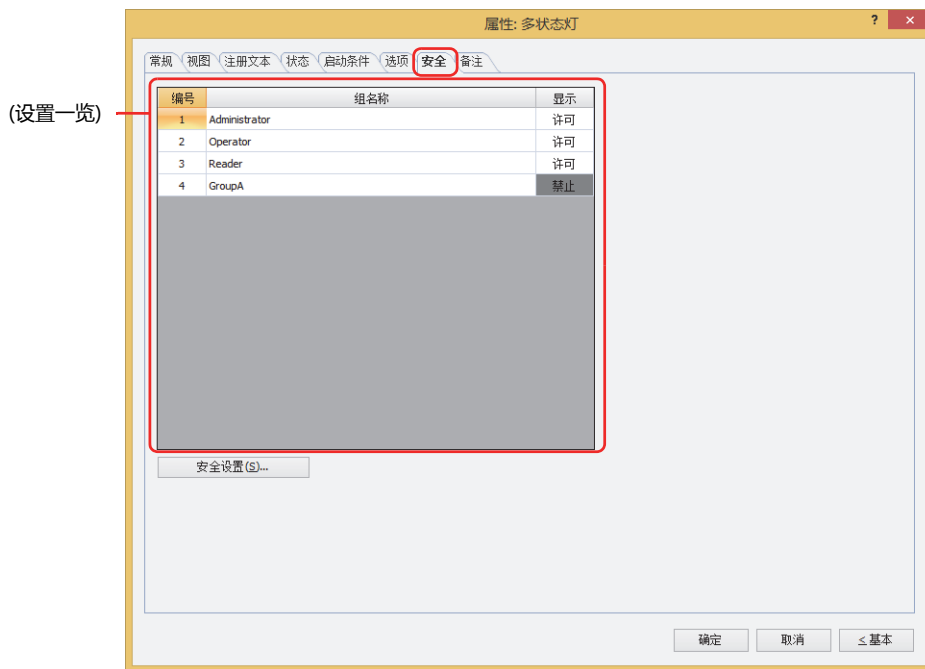 属性: 多状态灯
? ×
常规 视图 注册文本 状态 启动条件 选项 安全 备注
(设置一览)
编号 组名称 显示
1 Administrator 许可
2 Operator 许可
3 Reader 许可
4 GroupA 禁止
安全设置(S)...
确定 取消 ≤基本